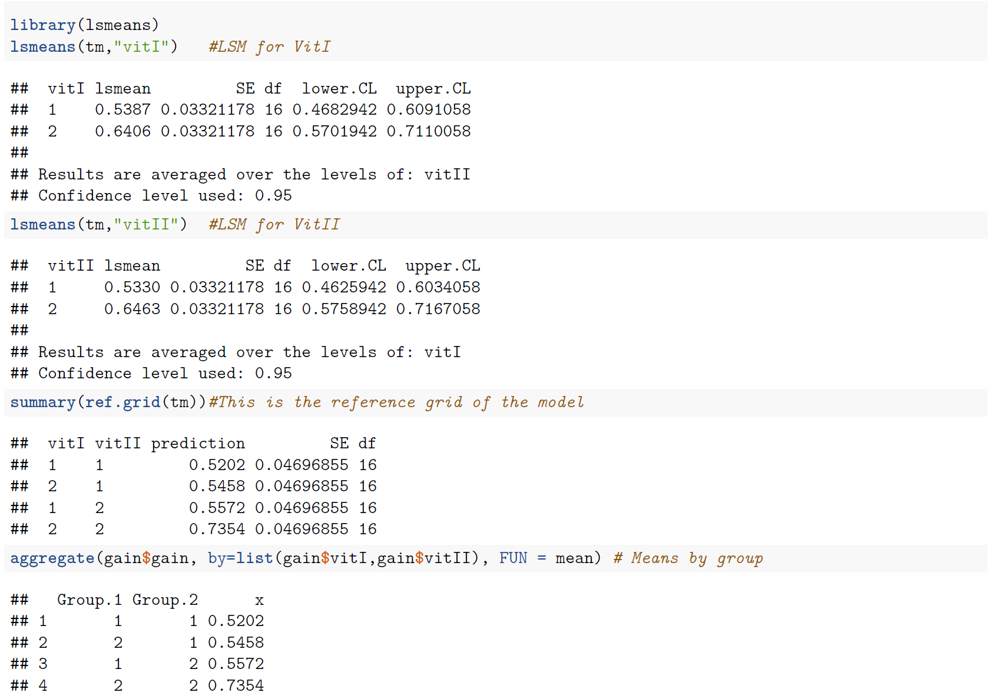 library(lsmeans)
lsmeans(tm,"vitI")   #LSM for VitI
##  vitI lsmean         SE df  lower.CL  upper.CL
##  1    0.5387 0.03321178 16 0.4682942 0.6091058
##  2    0.6406 0.03321178 16 0.5701942 0.7110058
##
## Results are averaged over the levels of: vitII
## Confidence level used: 0.95
lsmeans(tm,"vitII")  #LSM for VitII
##  vitII lsmean         SE df  lower.CL  upper.CL
##  1     0.5330 0.03321178 16 0.4625942 0.6034058
##  2     0.6463 0.03321178 16 0.5758942 0.7167058
##
## Results are averaged over the levels of: vitI
## Confidence level used: 0.95
summary(ref.grid(tm))#This is the reference grid of the model
##  vitI vitII prediction         SE df
##  1    1         0.5202 0.04696855 16
##  2    1         0.5458 0.04696855 16
##  1    2         0.5572 0.04696855 16
##  2    2         0.7354 0.04696855 16
aggregate(gain$gain, by=list(gain$vitI,gain$vitII), FUN = mean) # Means by group
##   Group.1 Group.2      x
## 1       1       1 0.5202
## 2       2       1 0.5458
## 3       1       2 0.5572
## 4       2       2 0.7354